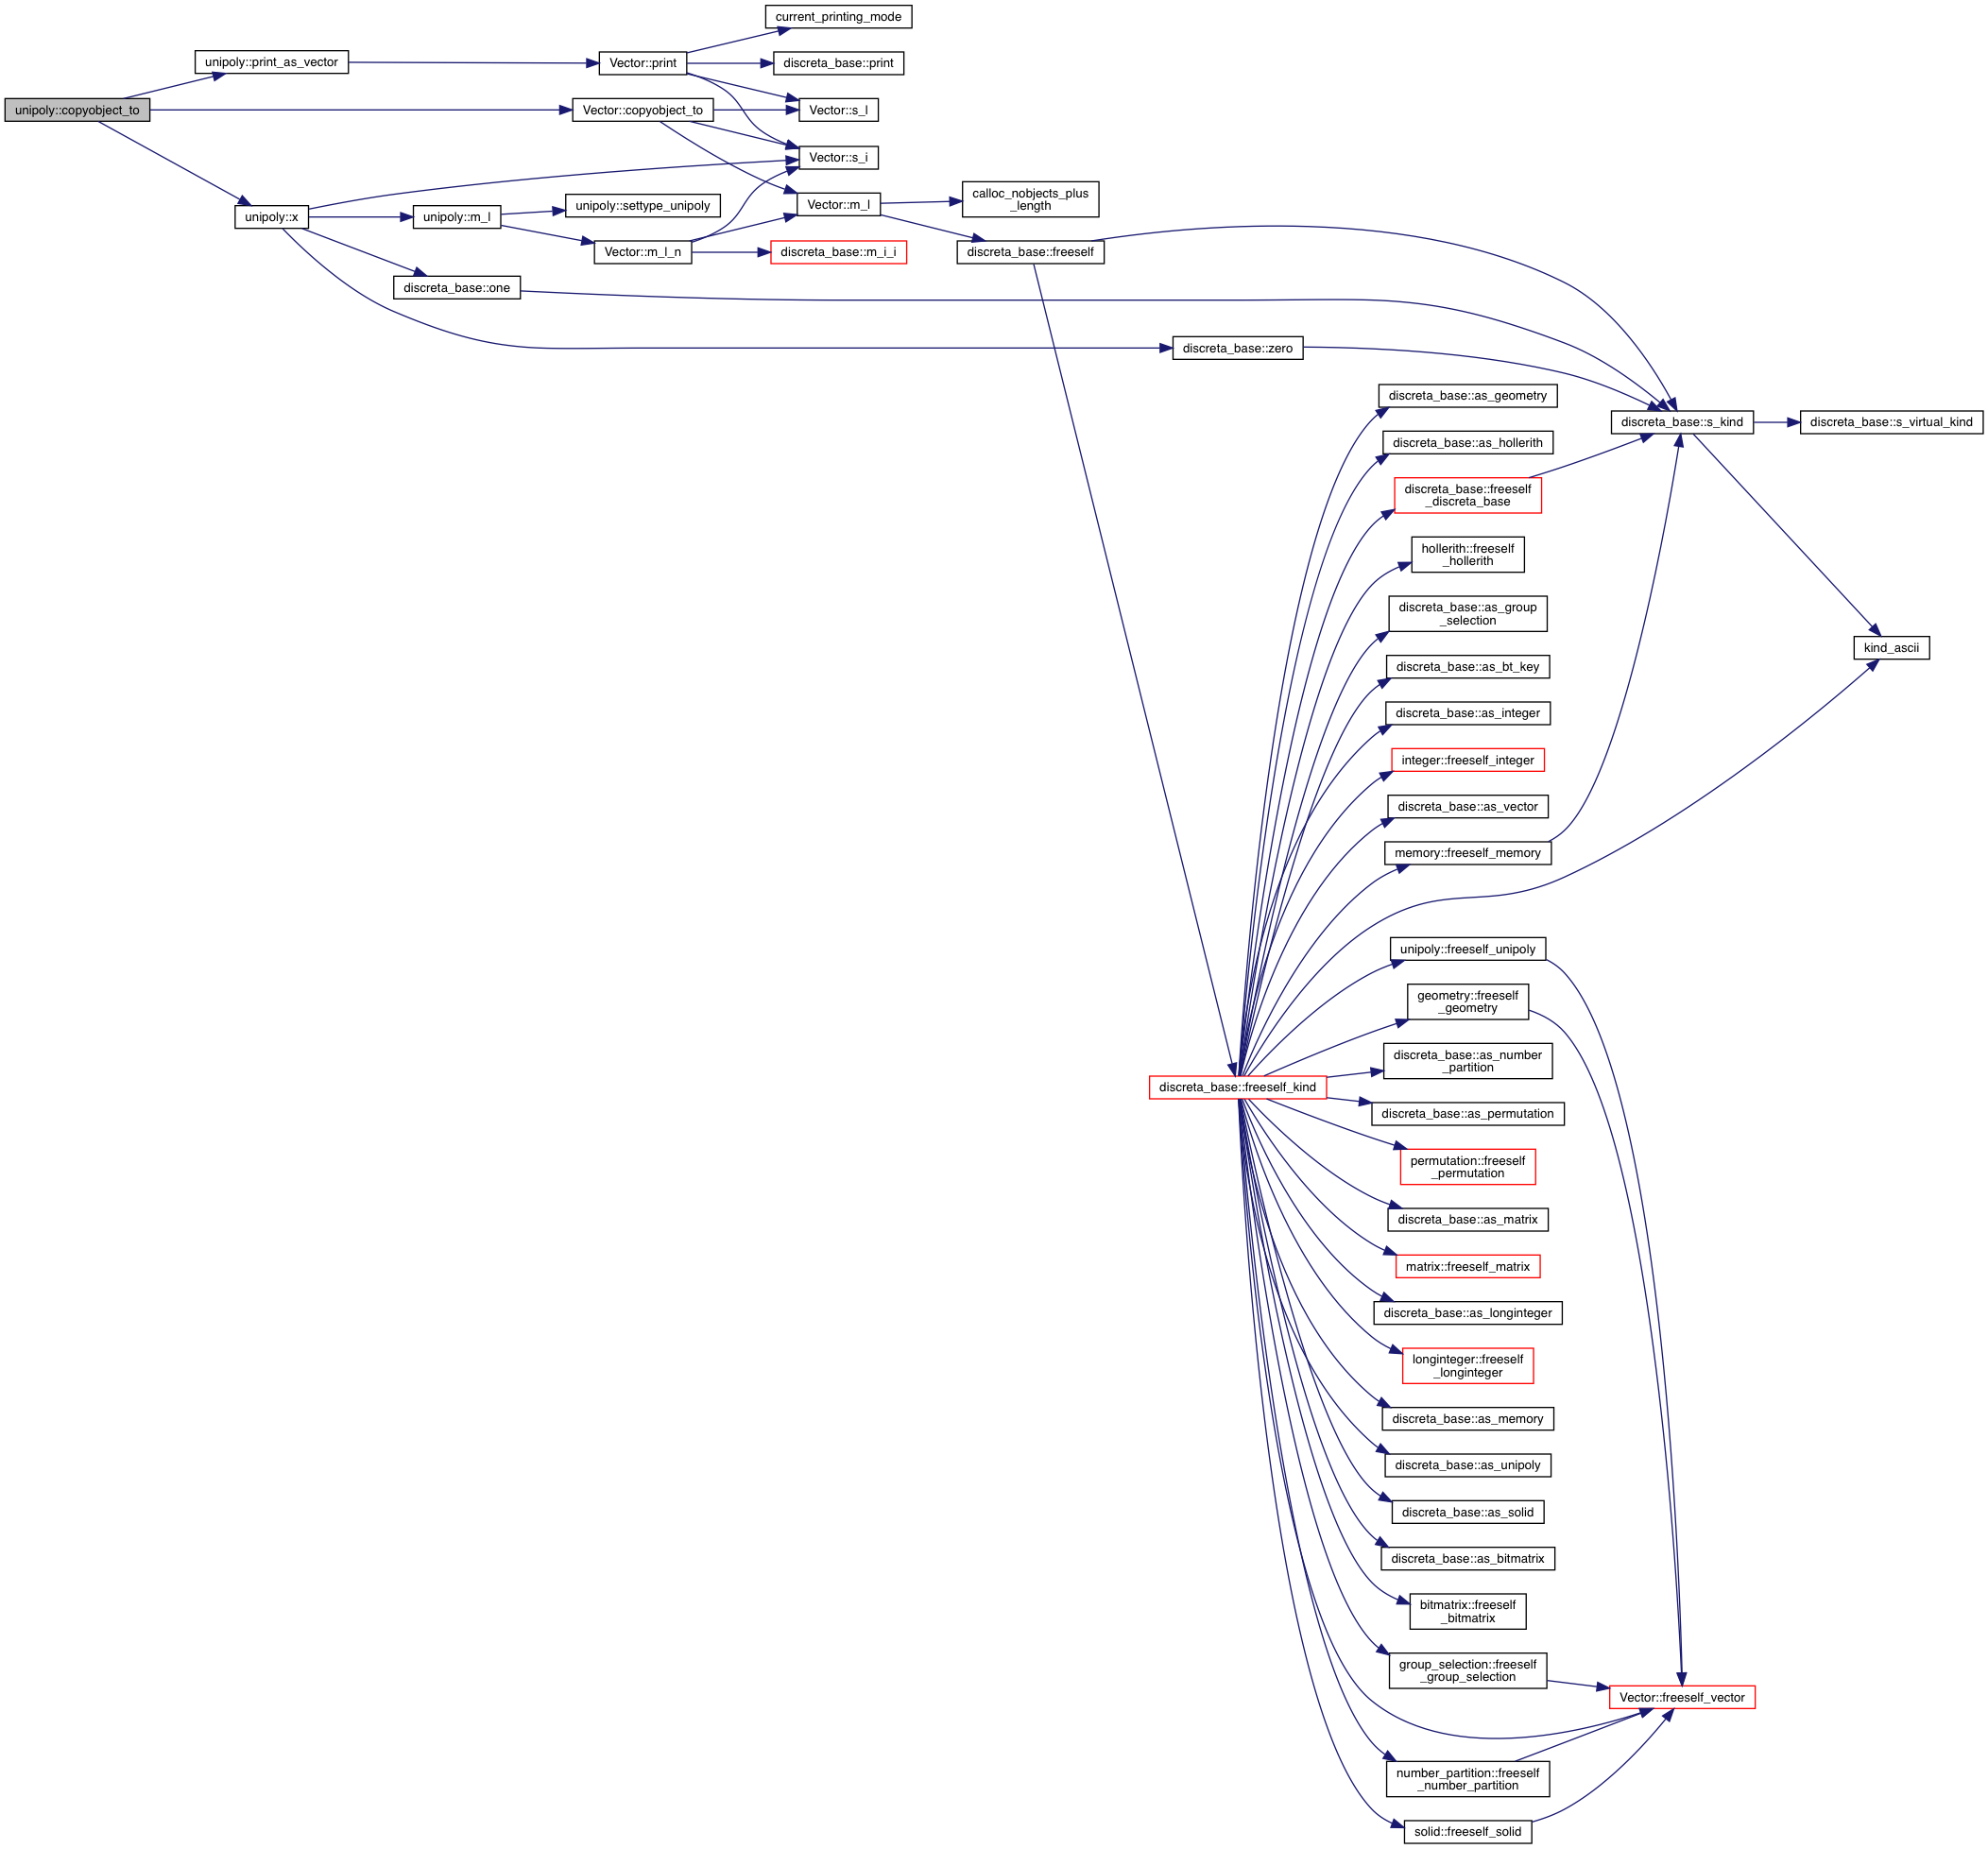 current_printing_mode
unipoly::print_as_vector
Vector::print
discreta_base::print
unipoly::copyobject_to
Vector::copyobject_to
Vector::s_l
Vector::s_i
unipoly::x
unipoly::m_l
unipoly::settype_unipoly
Vector::m_l
calloc_nobjects_plus
_length
Vector::m_l_n
discreta_base::m_i_i
discreta_base::freeself
discreta_base::one
discreta_base::zero
discreta_base::as_geometry
discreta_base::s_kind
discreta_base::s_virtual_kind
discreta_base::as_hollerith
discreta_base::freeself
_discreta_base
hollerith::freeself
_hollerith
discreta_base::as_group
_selection
kind_ascii
discreta_base::as_bt_key
discreta_base::as_integer
integer::freeself_integer
discreta_base::as_vector
memory::freeself_memory
unipoly::freeself_unipoly
geometry::freeself
_geometry
discreta_base::as_number
_partition
discreta_base::freeself_kind
discreta_base::as_permutation
permutation::freeself
_permutation
discreta_base::as_matrix
matrix::freeself_matrix
discreta_base::as_longinteger
longinteger::freeself
_longinteger
discreta_base::as_memory
discreta_base::as_unipoly
discreta_base::as_solid
discreta_base::as_bitmatrix
bitmatrix::freeself
_bitmatrix
group_selection::freeself
_group_selection
Vector::freeself_vector
number_partition::freeself
_number_partition
solid::freeself_solid